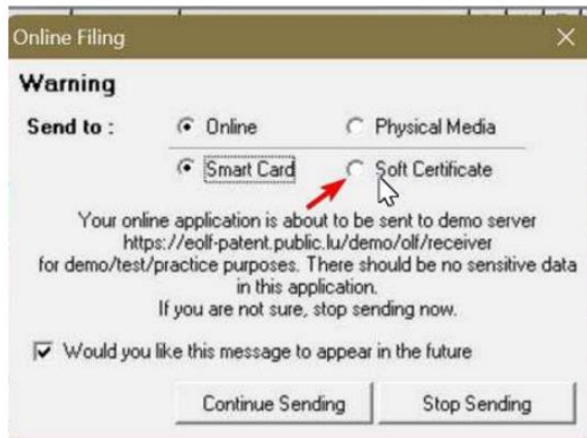 Online Filing
Warning
Send to : Online Physical Media
Smart Card Soft Certificate
Your online application is about to be sent to demo server
https://eolf-patent.public.lu/demo/olf/receiver
for demo/test/practice purposes. There should be no sensitive data
in this application.
If you are not sure, stop sending now.
Would you like this message to appear in the future
Continue Sending Stop Sending